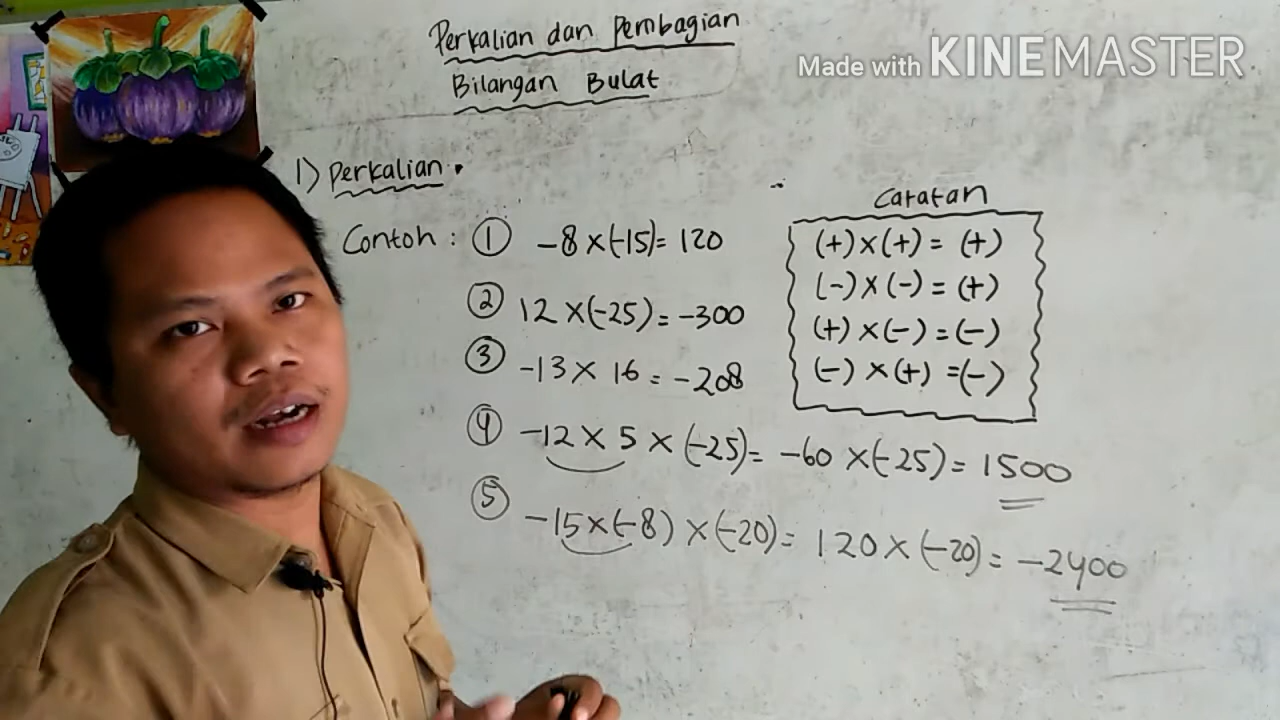 Perkalian dan Pembagian
Bilangan Bulat
Made with KINEMASTER
1) Perkalian.
Contoh : ① -8 × (-15) = 120
② 12 × (-25) = -300
③ -13 × 16 = -208
④ -12 × 5 × (-25) = -60 × (-25) = 1500
⑤ -15 × (-8) × (-20) = 120 × (-20) = -2400
Catatan
(+) × (+) = (+)
(-) × (-) = (+)
(+) × (-) = (-)
(-) × (+) = (-)